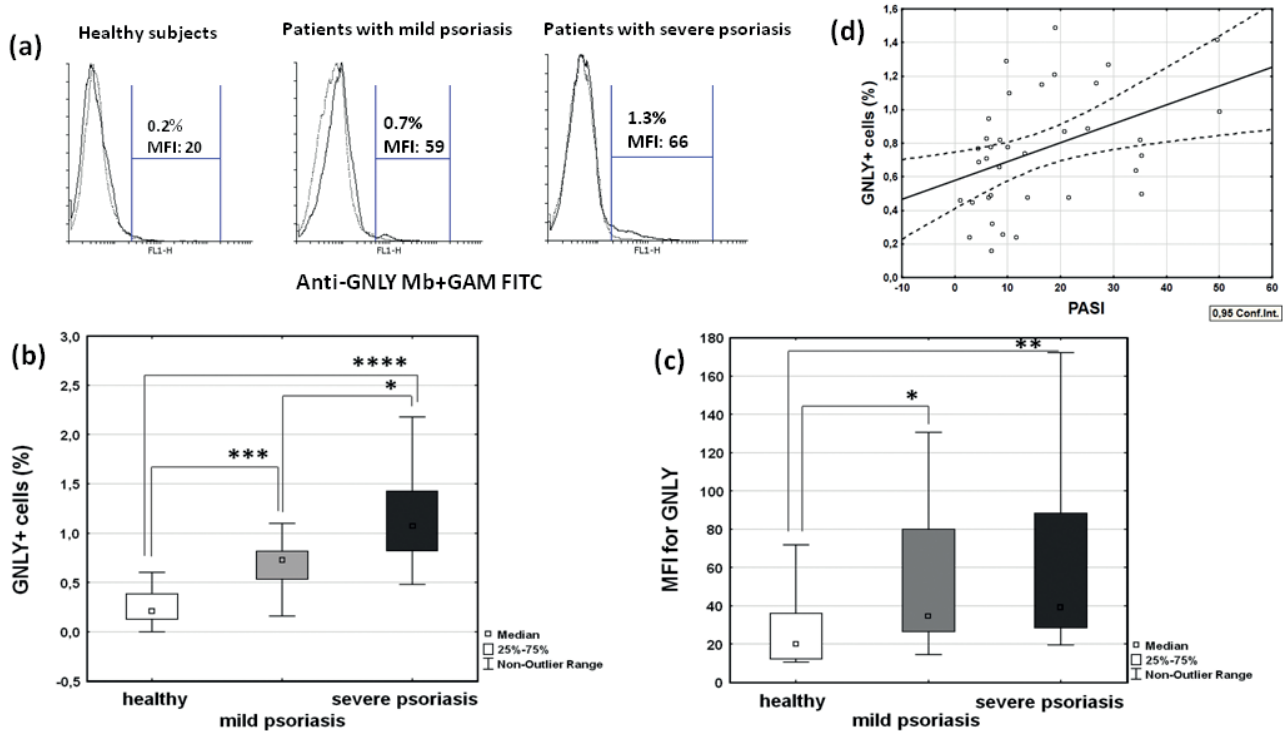 (a)
Healthy subjects
Patients with mild psoriasis
Patients with severe psoriasis
0.2%
MFI: 20
0.7%
MFI: 59
1.3%
MFI: 66
FL1-H
FL1-H
FL1-H
Anti-GNLY Mb+GAM FITC
(d)
GNLY+ cells (%)
1,6
1,4
1,2
1,0
0,8
0,6
0,4
0,2
0,0
-10
0
10
20
30
40
50
60
PASI
0,95 Conf.Int.
(b)
GNLY+ cells (%)
3,0
2,5
2,0
1,5
1,0
0,5
0,0
-0,5
****
*
***
healthy
mild psoriasis
severe psoriasis
Median
25%-75%
Non-Outlier Range
(c)
MFI for GNLY
180
160
140
120
100
80
60
40
20
0
**
*
healthy
mild psoriasis
severe psoriasis
Median
25%-75%
Non-Outlier Range